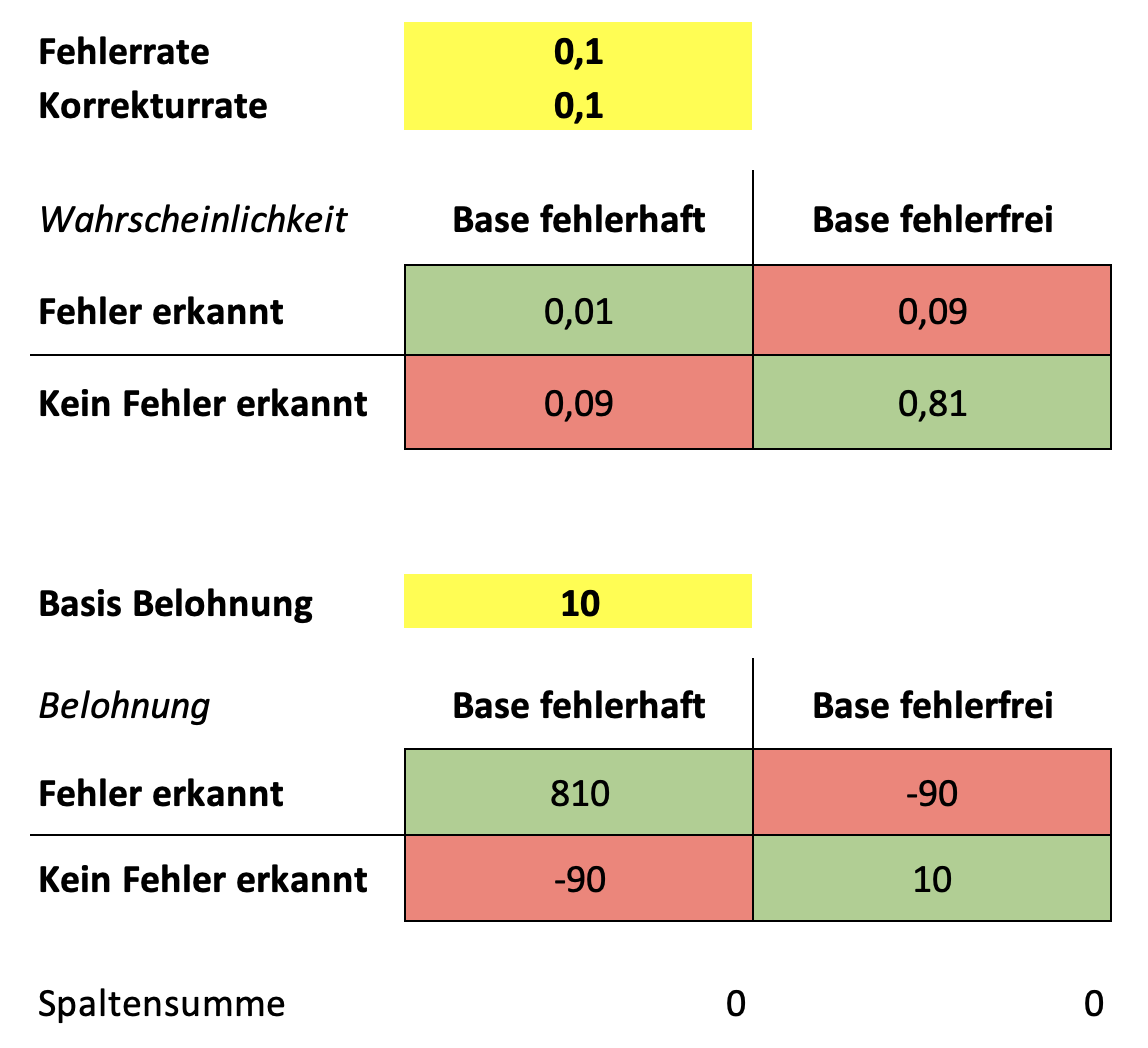 Fehlerrate 0,1
Korrekturrate 0,1
Wahrscheinlichkeit Base fehlerhaft Base fehlerfrei
Fehler erkannt 0,01 0,09
Kein Fehler erkannt 0,09 0,81
Basis Belohnung 10
Belohnung Base fehlerhaft Base fehlerfrei
Fehler erkannt 810 -90
Kein Fehler erkannt -90 10
Spaltensumme 0 0